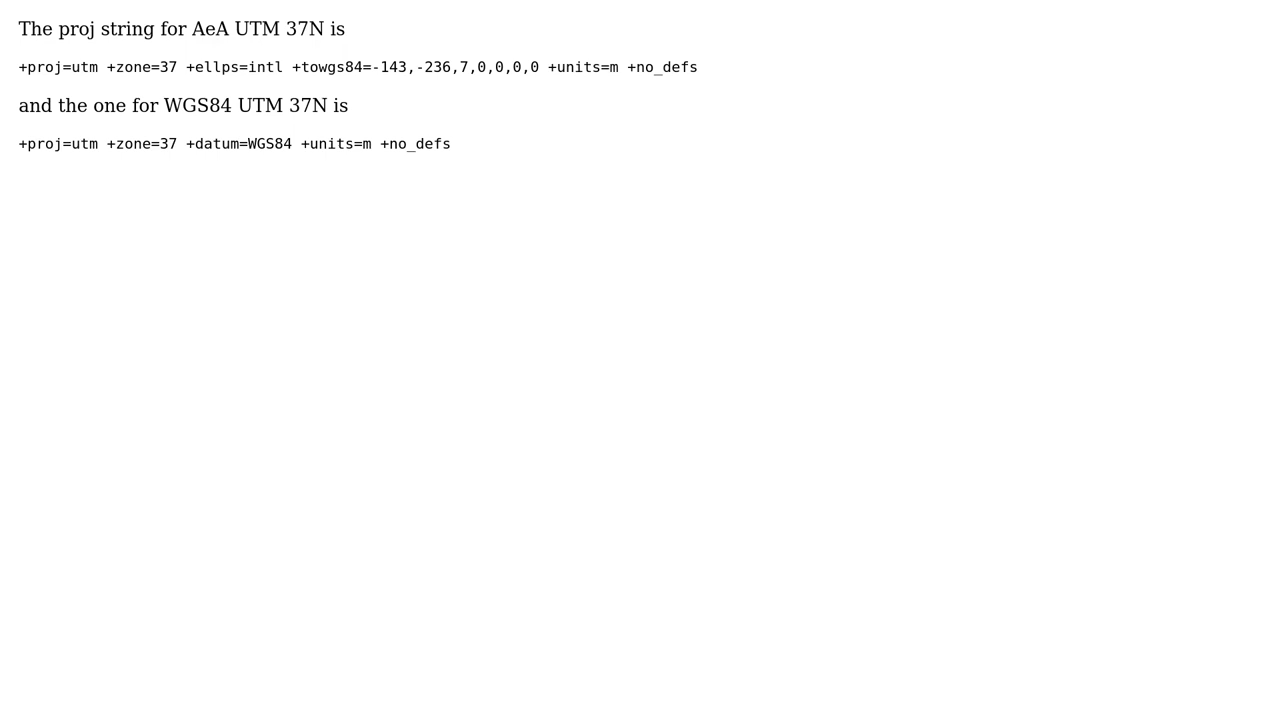 The proj string for AeA UTM 37N is
+proj=utm +zone=37 +ellps=intl +towgs84=-143,-236,7,0,0,0,0 +units=m +no_defs
and the one for WGS84 UTM 37N is
+proj=utm +zone=37 +datum=WGS84 +units=m +no_defs